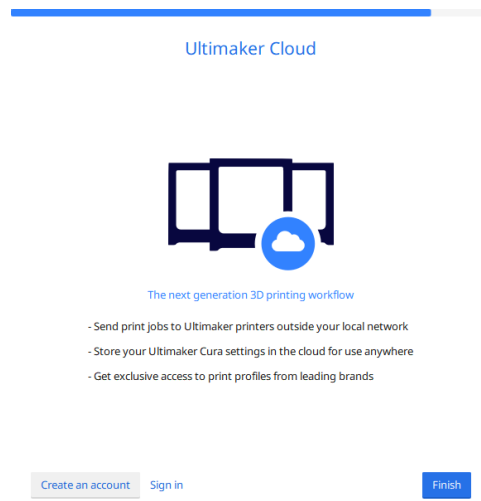 Ultimaker Cloud
The next generation 3D printing workflow
- Send print jobs to Ultimaker printers outside your local network
- Store your Ultimaker Cura settings in the cloud for use anywhere
- Get exclusive access to print profiles from leading brands
Create an account Sign in Finish